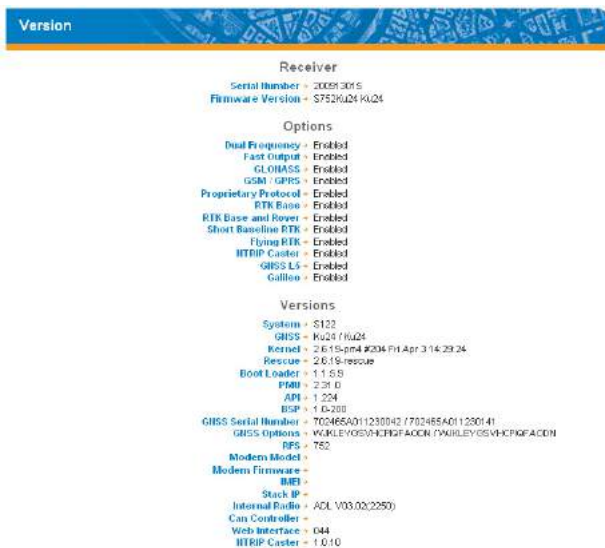 Version
Receiver
Serial Number 200913015
Firmware Version S752Ku24 Ku24
Options
Dual Frequency Enabled
Fast Output Enabled
GLONASS Enabled
GSM / GPRS Enabled
Proprietary Protocol Enabled
RTK Base Enabled
RTK Base and Rover Enabled
Short Baseline RTK Enabled
Flying RTK Enabled
NTRIP Caster Enabled
GNSS L5 Enabled
Galileo Enabled
Versions
System S122
GNSS Ku24 / Ku24
Kernel 2.6.19-pm4 #204 Fri Apr 3 14:29:24
Rescue 2.6.19-rescue
Boot Loader 1.1.5.9
PMU 2.31.0
API 1.224
BSP 1.0-200
GNSS Serial Number 702465A011230042 / 702465A011230141
GNSS Options
RFS 752
Modem Model
Modem Firmware
IMEI
Stack IP
Internal Radio ADL V03.02(2250)
Can Controller
Web Interface 044
NTRIP Caster 1.0.10